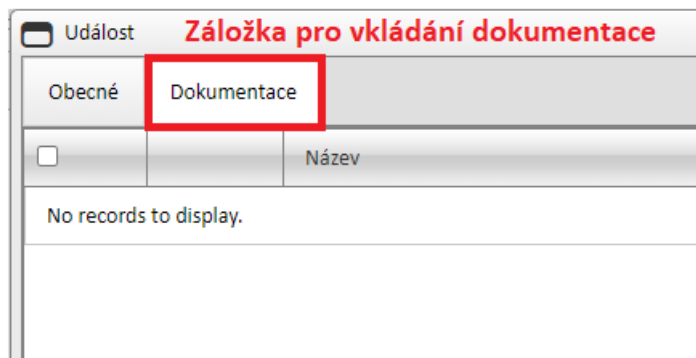 Událost Záložka pro vkládání dokumentace
Obecné Dokumentace
Název
No records to display.